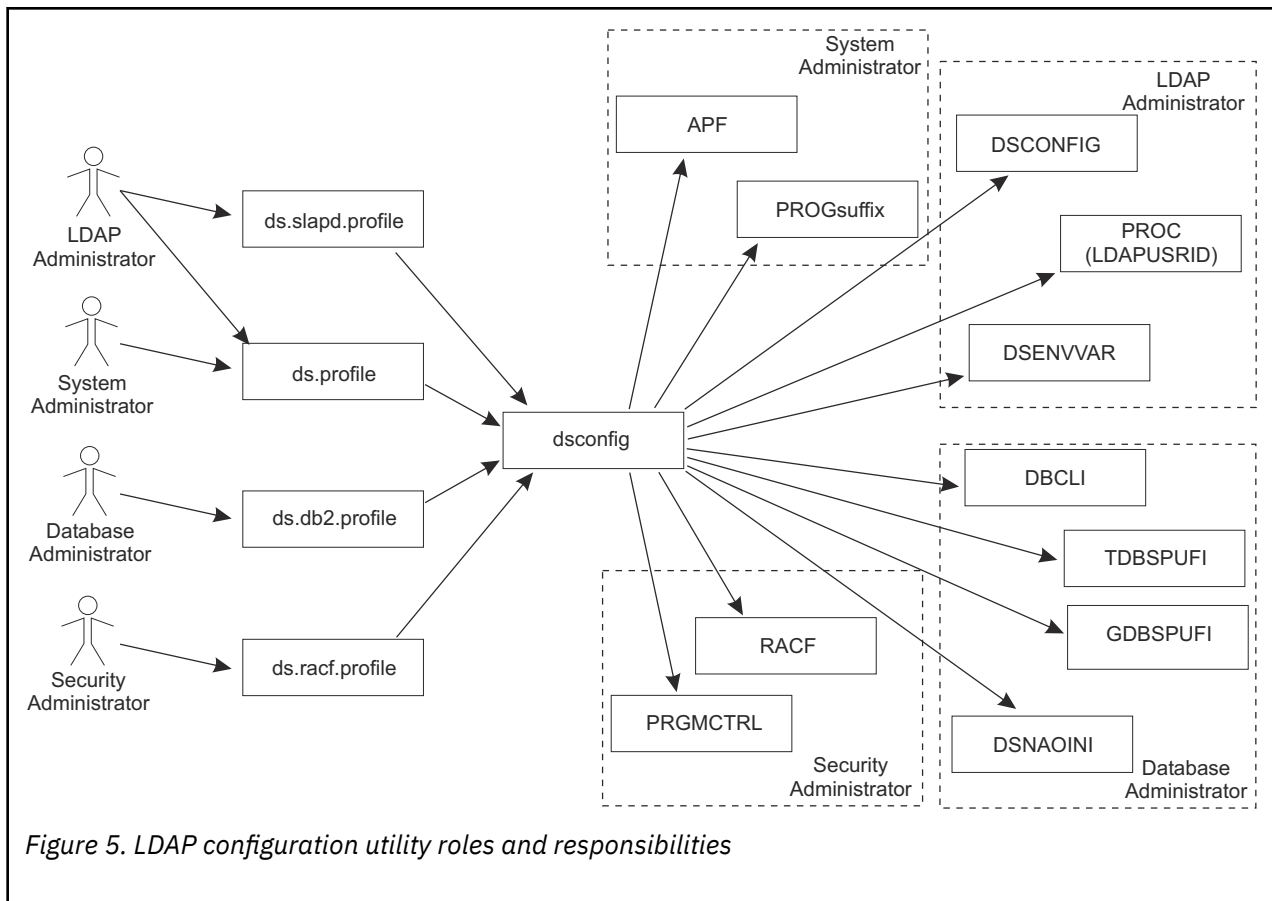 System
Administrator
LDAP
Administrator
APF
DSCONFIG
PROGsuffix
LDAP
Administrator
ds.slapd.profile
PROC
(LDAPUSRID)
System
Administrator
ds.profile
DSENVVAR
dsconfig
Database
Administrator
ds.db2.profile
DBCLI
TDBSPUFI
GDBSPUFI
Security
Administrator
ds.racf.profile
RACF
PRGMCTRL
DSNAOINI
Security
Administrator
Database
Administrator
Figure 5. LDAP configuration utility roles and responsibilities